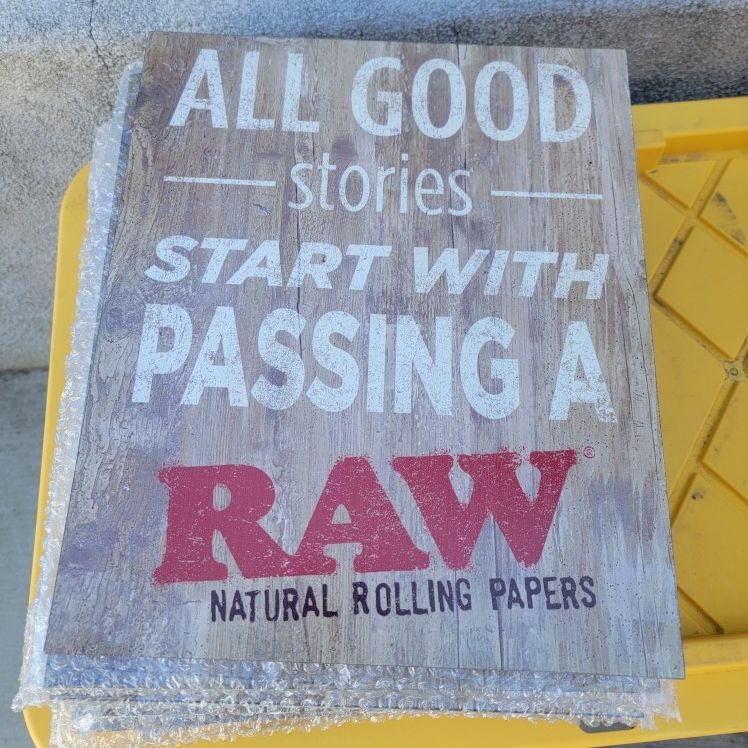 ALL GOOD
stories
START WITH
PASSING A
RAW®
NATURAL ROLLING PAPERS